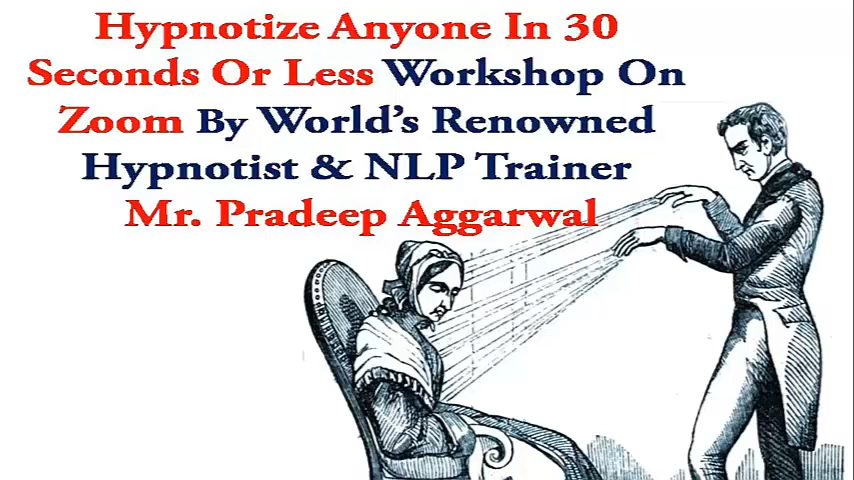 Hypnotize Anyone In 30
Seconds Or Less Workshop On
Zoom By World's Renowned
Hypnotist & NLP Trainer
Mr. Pradeep Aggarwal